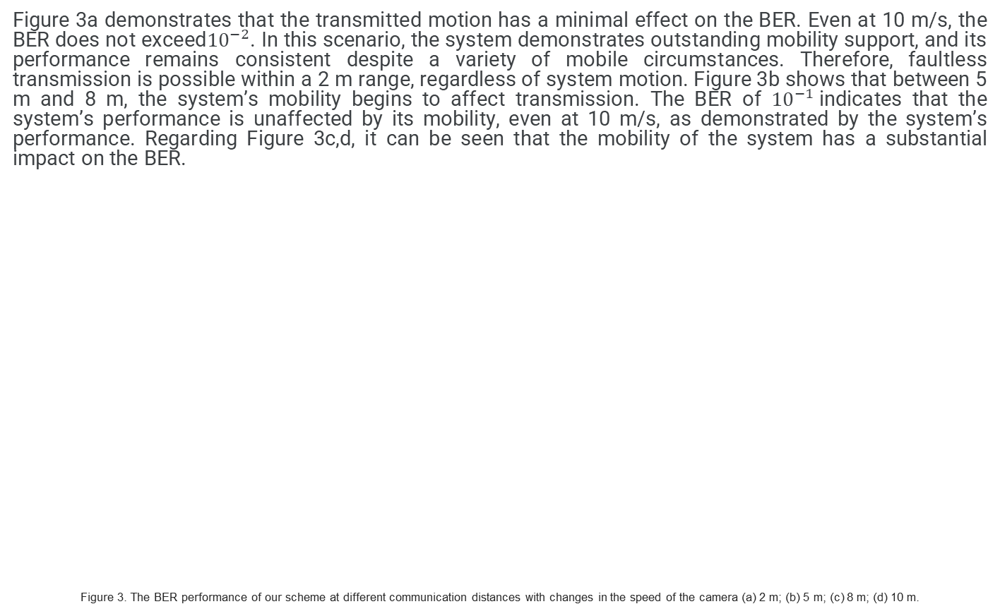 Figure 3a demonstrates that the transmitted motion has a minimal effect on the BER. Even at 10 m/s, the
BER does not exceed10⁻². In this scenario, the system demonstrates outstanding mobility support, and its
performance remains consistent despite a variety of mobile circumstances. Therefore, faultless
transmission is possible within a 2 m range, regardless of system motion. Figure 3b shows that between 5
m and 8 m, the system’s mobility begins to affect transmission. The BER of 10⁻¹ indicates that the
system’s performance is unaffected by its mobility, even at 10 m/s, as demonstrated by the system’s
performance. Regarding Figure 3c,d, it can be seen that the mobility of the system has a substantial
impact on the BER.
Figure 3. The BER performance of our scheme at different communication distances with changes in the speed of the camera (a) 2 m; (b) 5 m; (c) 8 m; (d) 10 m.